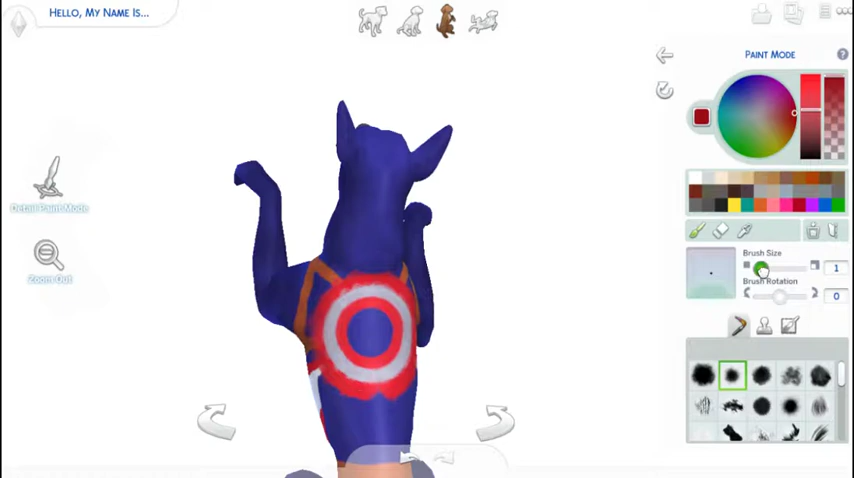 HELLO, MY NAME IS...
PAINT MODE
?
Detail Paint Mode
Zoom Out
Brush Size
1
Brush Rotation
0